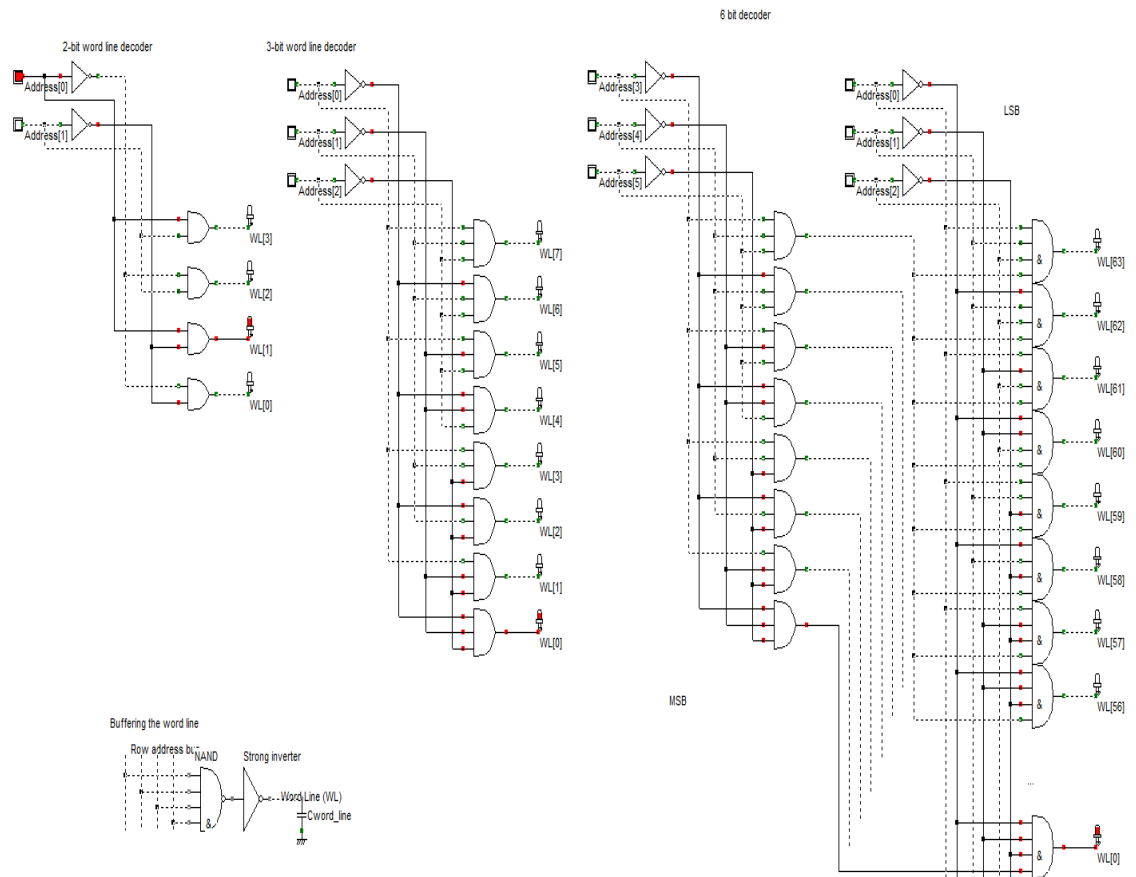 6 bit decoder
2-bit word line decoder
Address[0]
Address[1]
WL[3]
WL[2]
WL[1]
WL[0]
3-bit word line decoder
Address[0]
Address[1]
Address[2]
WL[7]
WL[6]
WL[5]
WL[4]
WL[3]
WL[2]
WL[1]
WL[0]
Address[3]
Address[4]
Address[5]
MSB
Address[0]
Address[1]
Address[2]
LSB
&
WL[63]
&
WL[62]
&
WL[61]
&
WL[60]
&
WL[59]
&
WL[58]
&
WL[57]
&
WL[56]
...
&
WL[0]
Buffering the word line
Row address bu
NAND
Strong inverter
&
Word Line (WL)
Cword_line